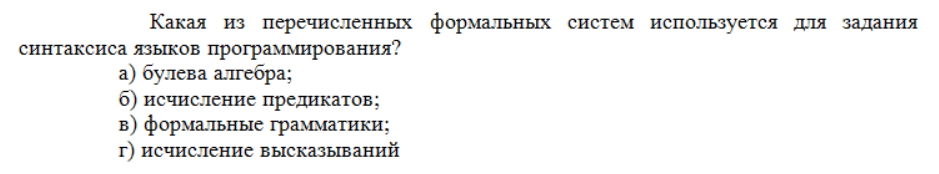 Какая из перечисленных формальных систем используется для задания
синтаксиса языков программирования?
а) булева алгебра;
б) исчисление предикатов;
в) формальные грамматики;
г) исчисление высказываний